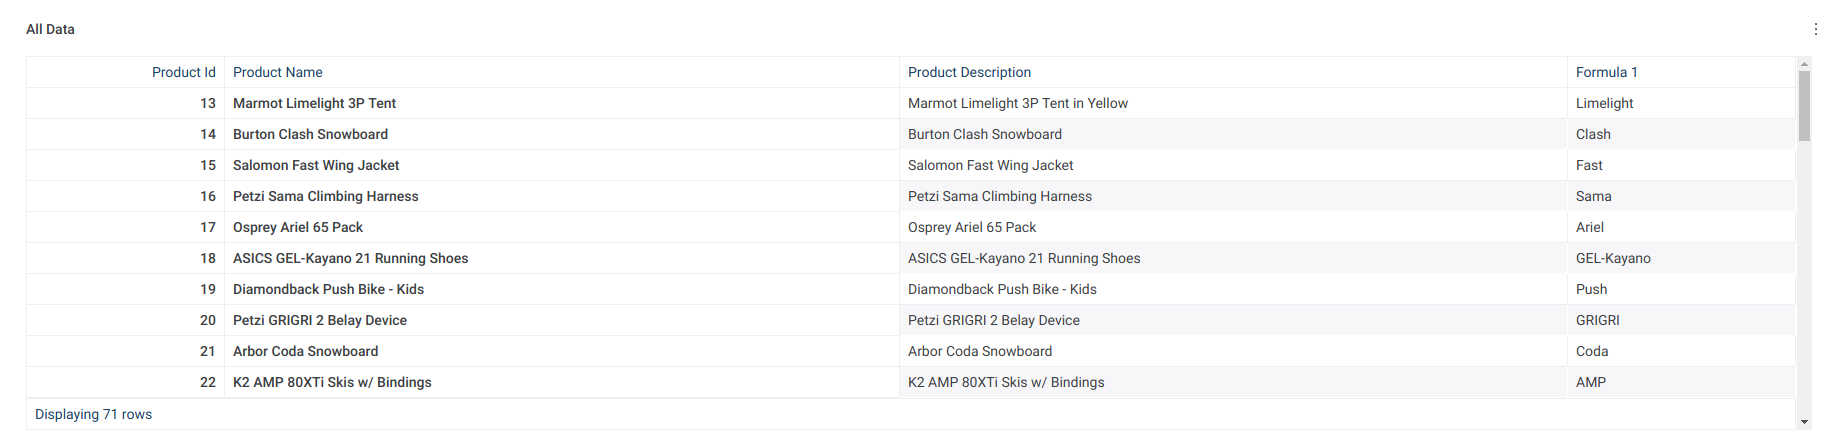 All Data
Product Id Product Name Product Description Formula 1
13 Marmot Limelight 3P Tent Marmot Limelight 3P Tent in Yellow Limelight
14 Burton Clash Snowboard Burton Clash Snowboard Clash
15 Salomon Fast Wing Jacket Salomon Fast Wing Jacket Fast
16 Petzi Sama Climbing Harness Petzi Sama Climbing Harness Sama
17 Osprey Ariel 65 Pack Osprey Ariel 65 Pack Ariel
18 ASICS GEL-Kayano 21 Running Shoes ASICS GEL-Kayano 21 Running Shoes GEL-Kayano
19 Diamondback Push Bike - Kids Diamondback Push Bike - Kids Push
20 Petzi GRIGRI 2 Belay Device Petzi GRIGRI 2 Belay Device GRIGRI
21 Arbor Coda Snowboard Arbor Coda Snowboard Coda
22 K2 AMP 80XTi Skis w/ Bindings K2 AMP 80XTi Skis w/ Bindings AMP
Displaying 71 rows